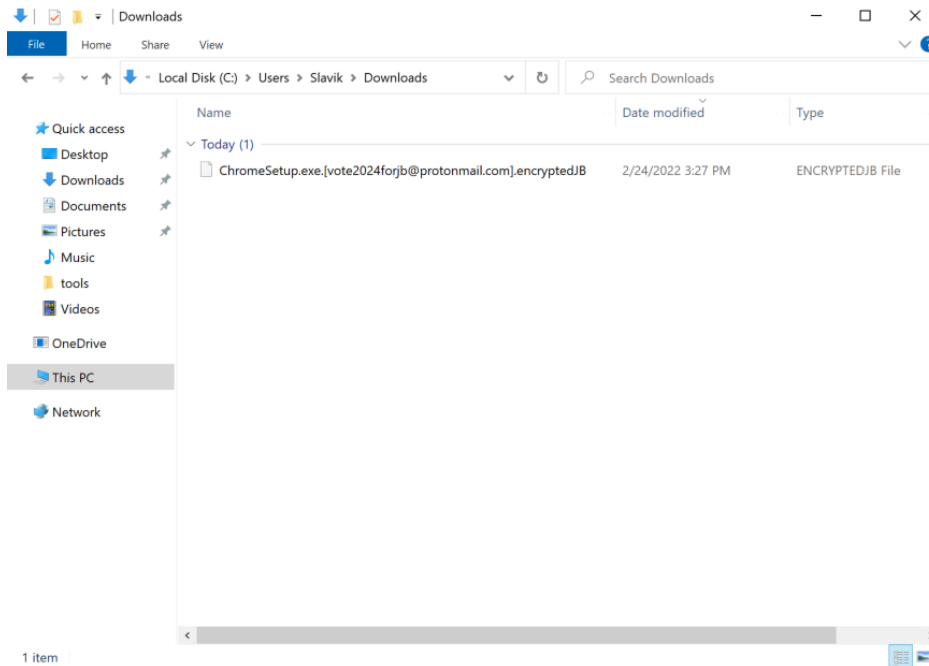 Downloads
File Home Share View
Local Disk (C:) > Users > Slavik > Downloads
Search Downloads
Name Date modified Type
Quick access
Desktop
Downloads
Documents
Pictures
Music
tools
Videos
OneDrive
This PC
Network
Today (1)
ChromeSetup.exe.[vote2024forjb@protonmail.com].encryptedJB 2/24/2022 3:27 PM ENCRYPTEDJB File
1 item